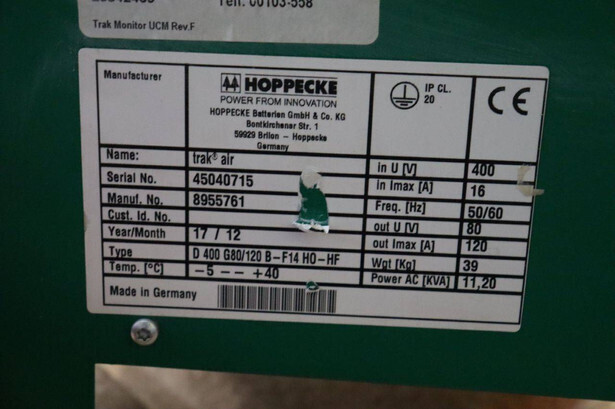 Trak Monitor UCM Rev.F
Manufacturer
HOPPECKE
POWER FROM INNOVATION
HOPPECKE Batterien GmbH & Co. KG
Bontkirchener Str. 1
59929 Brilon - Hoppecke
Germany
IP CL.
20
CE
Name: trak® air
Serial No. 45040715
Manuf. No. 8955761
Cust. Id. No.
Year/Month 17 / 12
Type D 400 G80/120 B-F14 HO-HF
Temp. [°C] -5 -- +40
Made in Germany
in U [V] 400
in Imax [A] 16
Freq. [Hz] 50/60
out U [V] 80
out Imax [A] 120
Wgt [Kg] 39
Power AC [KVA] 11,20